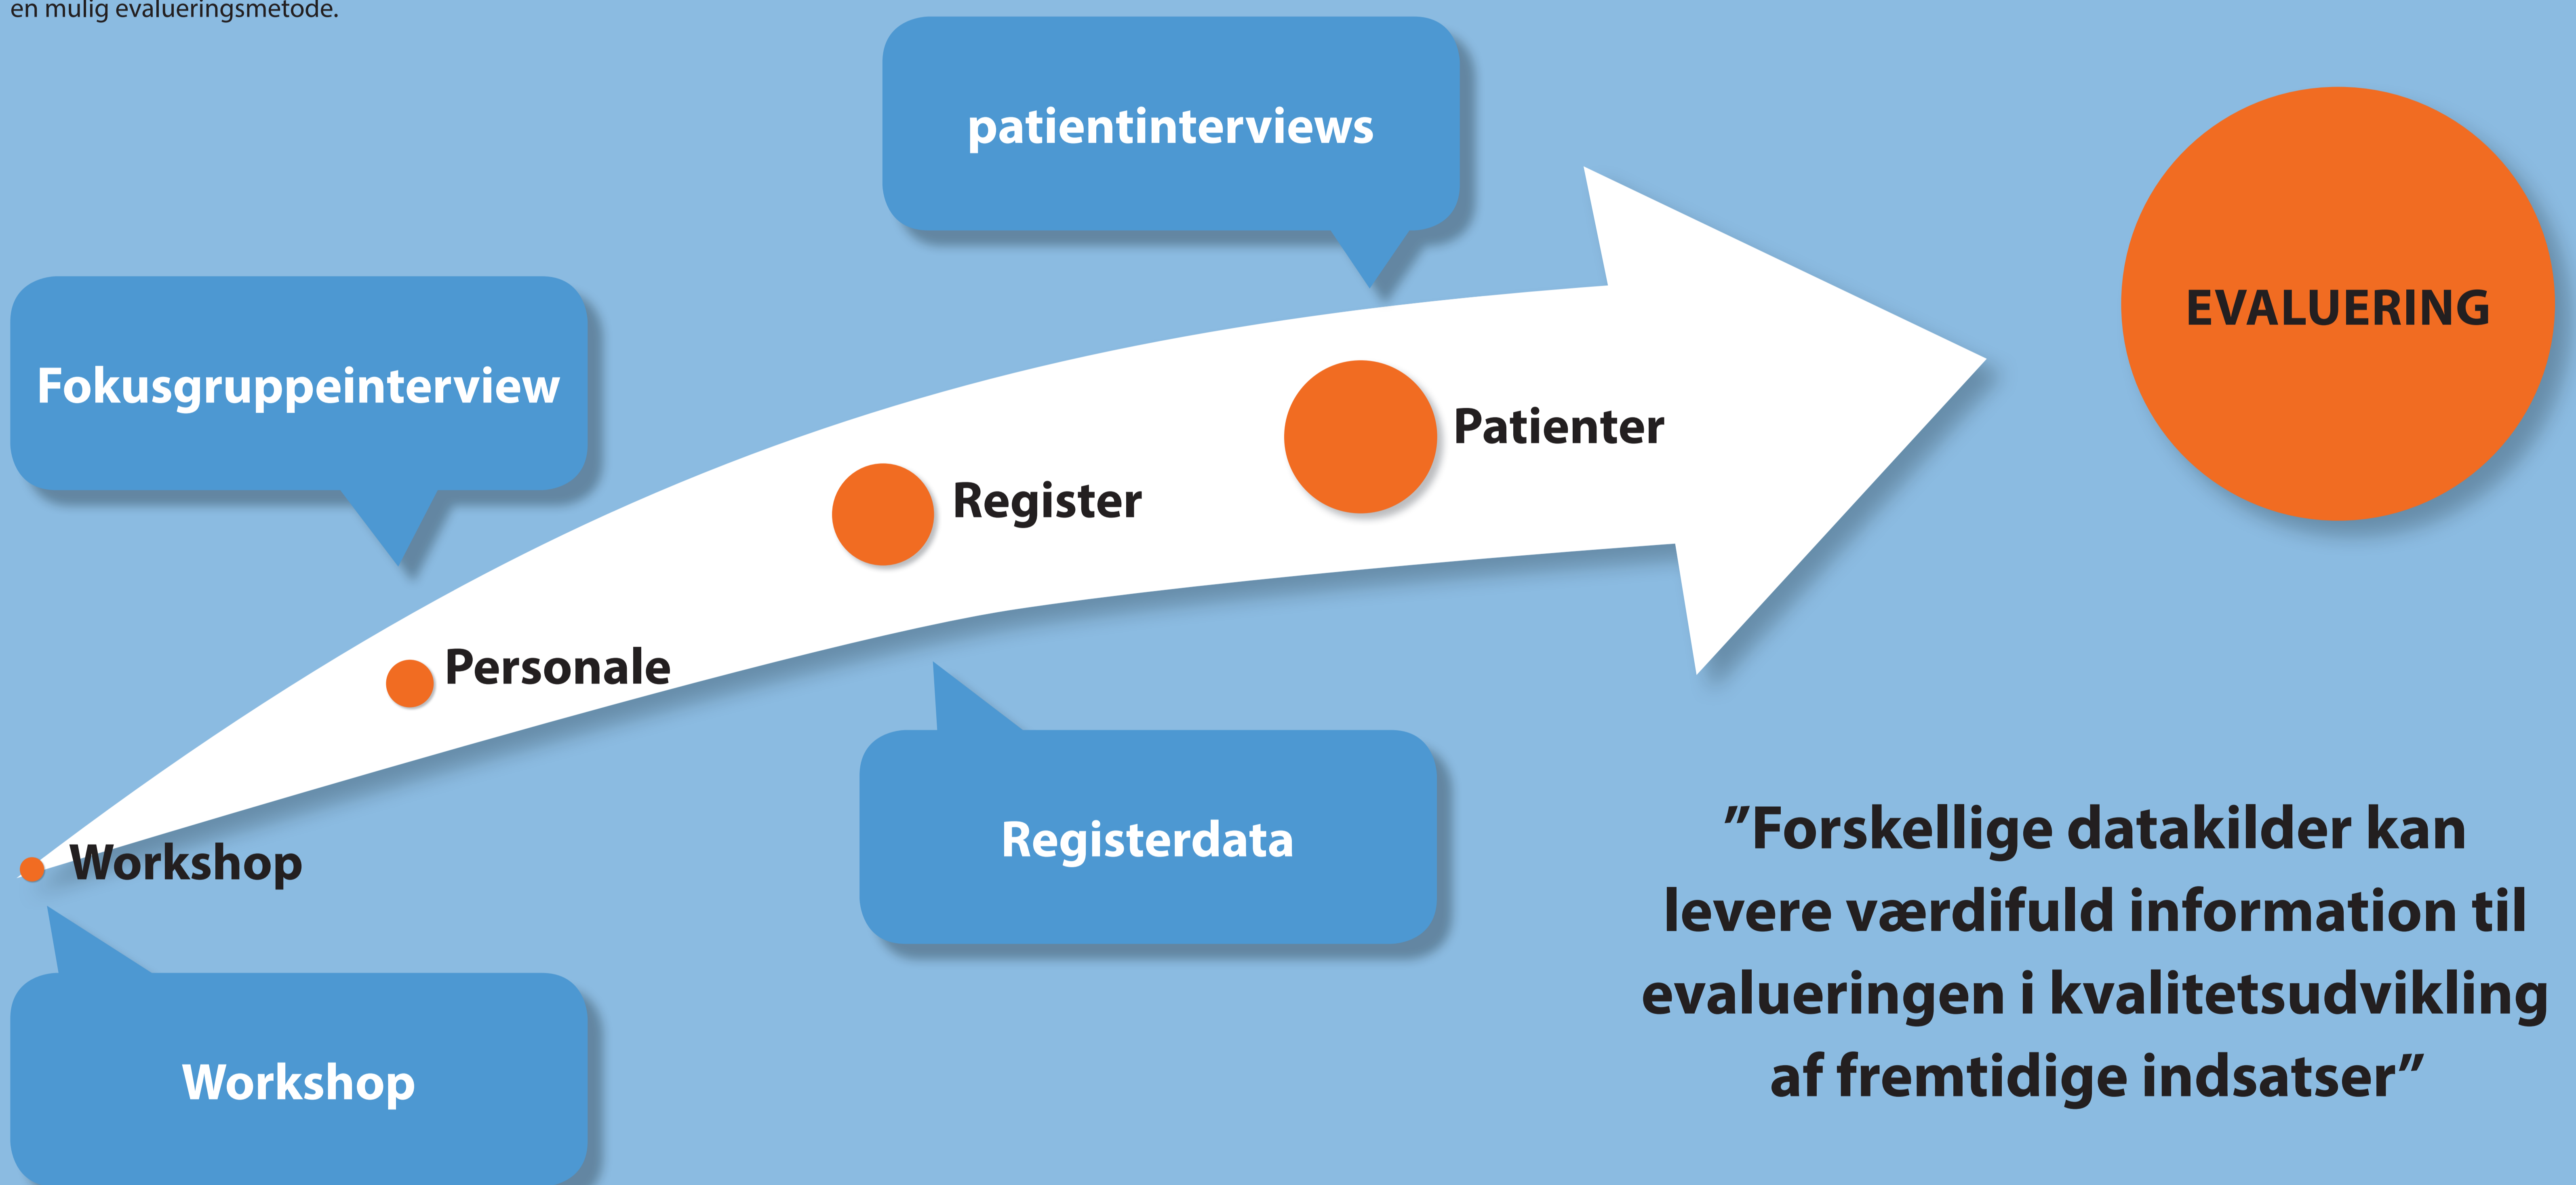 en mulig evalueringsmetode.
patientinterviews
EVALUERING
Fokusgruppeinterview
Patienter
Register
Personale
Workshop
Registerdata
Workshop
”Forskellige datakilder kan
levere værdifuld information til
evalueringen i kvalitetsudvikling
af fremtidige indsatser”